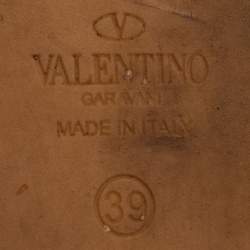 VALENTINO
GARAVANI
MADE IN ITALY
39